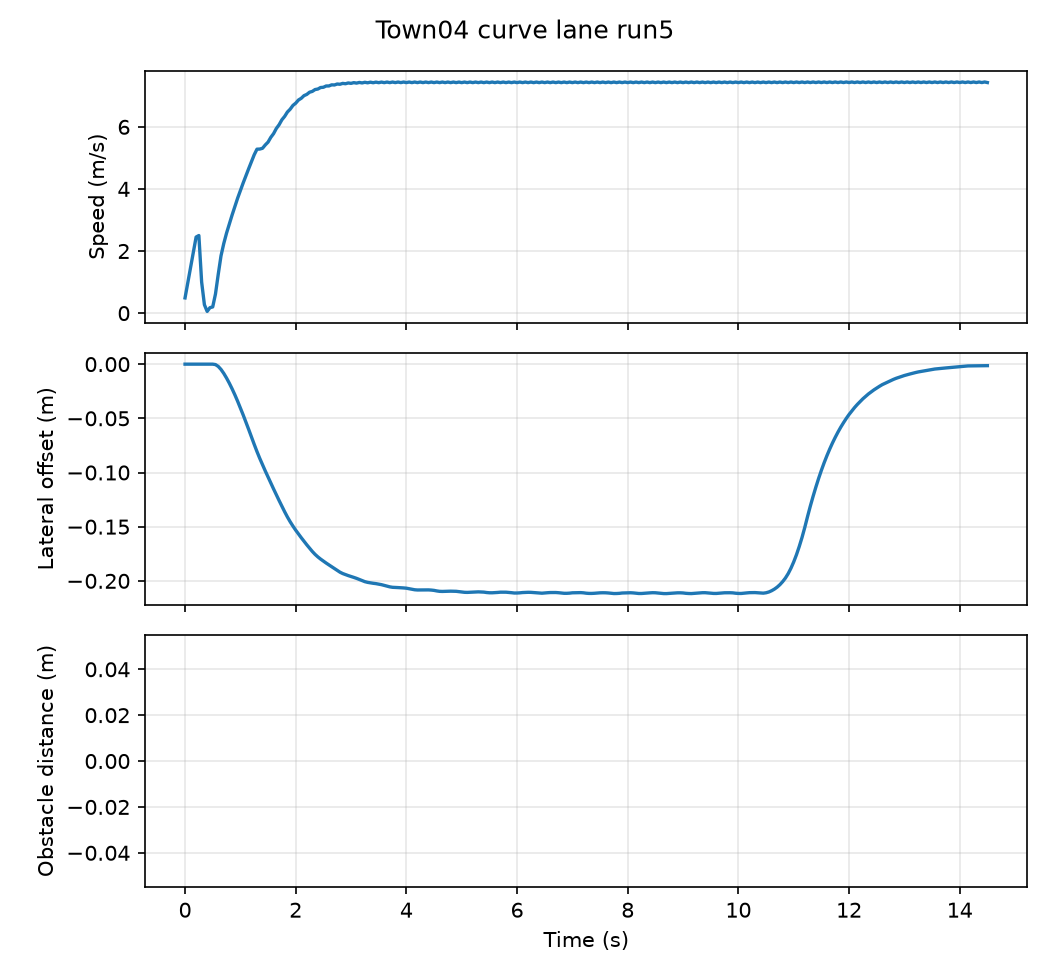 Town04 curve lane run5
Speed (m/s)
6
4
2
0
Lateral offset (m)
0.00
−0.05
−0.10
−0.15
−0.20
Obstacle distance (m)
0.04
0.02
0.00
−0.02
−0.04
0 2 4 6 8 10 12 14
Time (s)